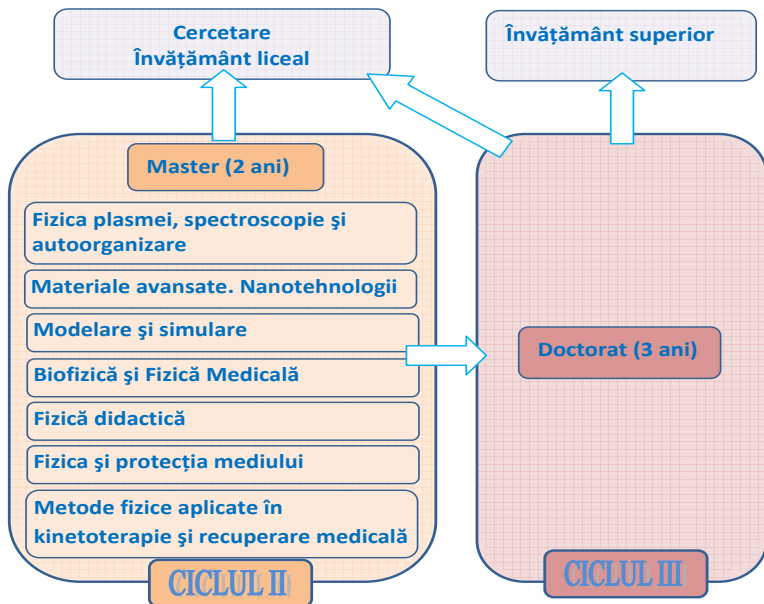 Cercetare
Învățământ liceal
Învățământ superior
Master (2 ani)
Fizica plasmei, spectroscopie şi
autoorganizare
Materiale avansate. Nanotehnologii
Modelare şi simulare
Biofizică şi Fizică Medicală
Fizică didactică
Fizica şi protecția mediului
Metode fizice aplicate în
kinetoterapie şi recuperare medicală
CICLUL II
Doctorat (3 ani)
CICLUL III